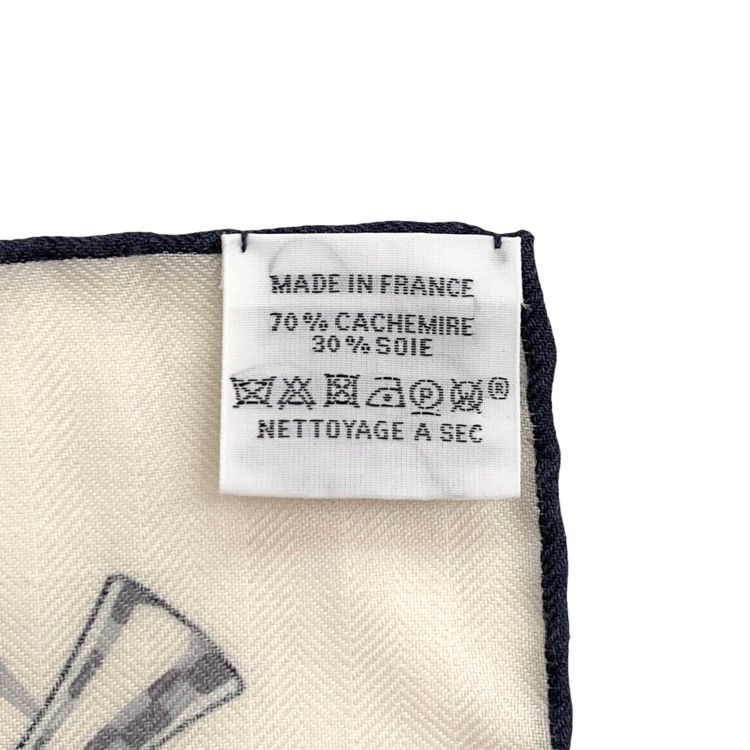 MADE IN FRANCE
70% CACHEMIRE
30% SOIE
P ®
NETTOYAGE A SEC